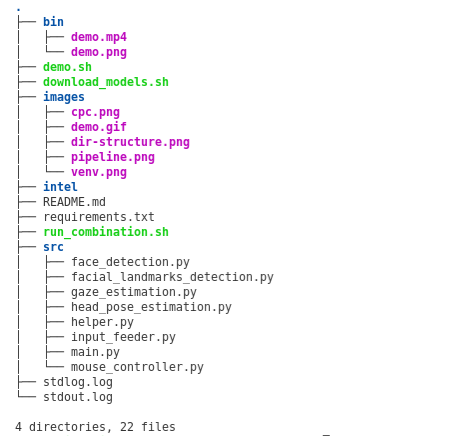 .
├── bin
│   ├── demo.mp4
│   └── demo.png
├── demo.sh
├── download_models.sh
├── images
│   ├── cpc.png
│   ├── demo.gif
│   ├── dir-structure.png
│   ├── pipeline.png
│   └── venv.png
├── intel
├── README.md
├── requirements.txt
├── run_combination.sh
├── src
│   ├── face_detection.py
│   ├── facial_landmarks_detection.py
│   ├── gaze_estimation.py
│   ├── head_pose_estimation.py
│   ├── helper.py
│   ├── input_feeder.py
│   ├── main.py
│   └── mouse_controller.py
├── stdlog.log
└── stdout.log
4 directories, 22 files